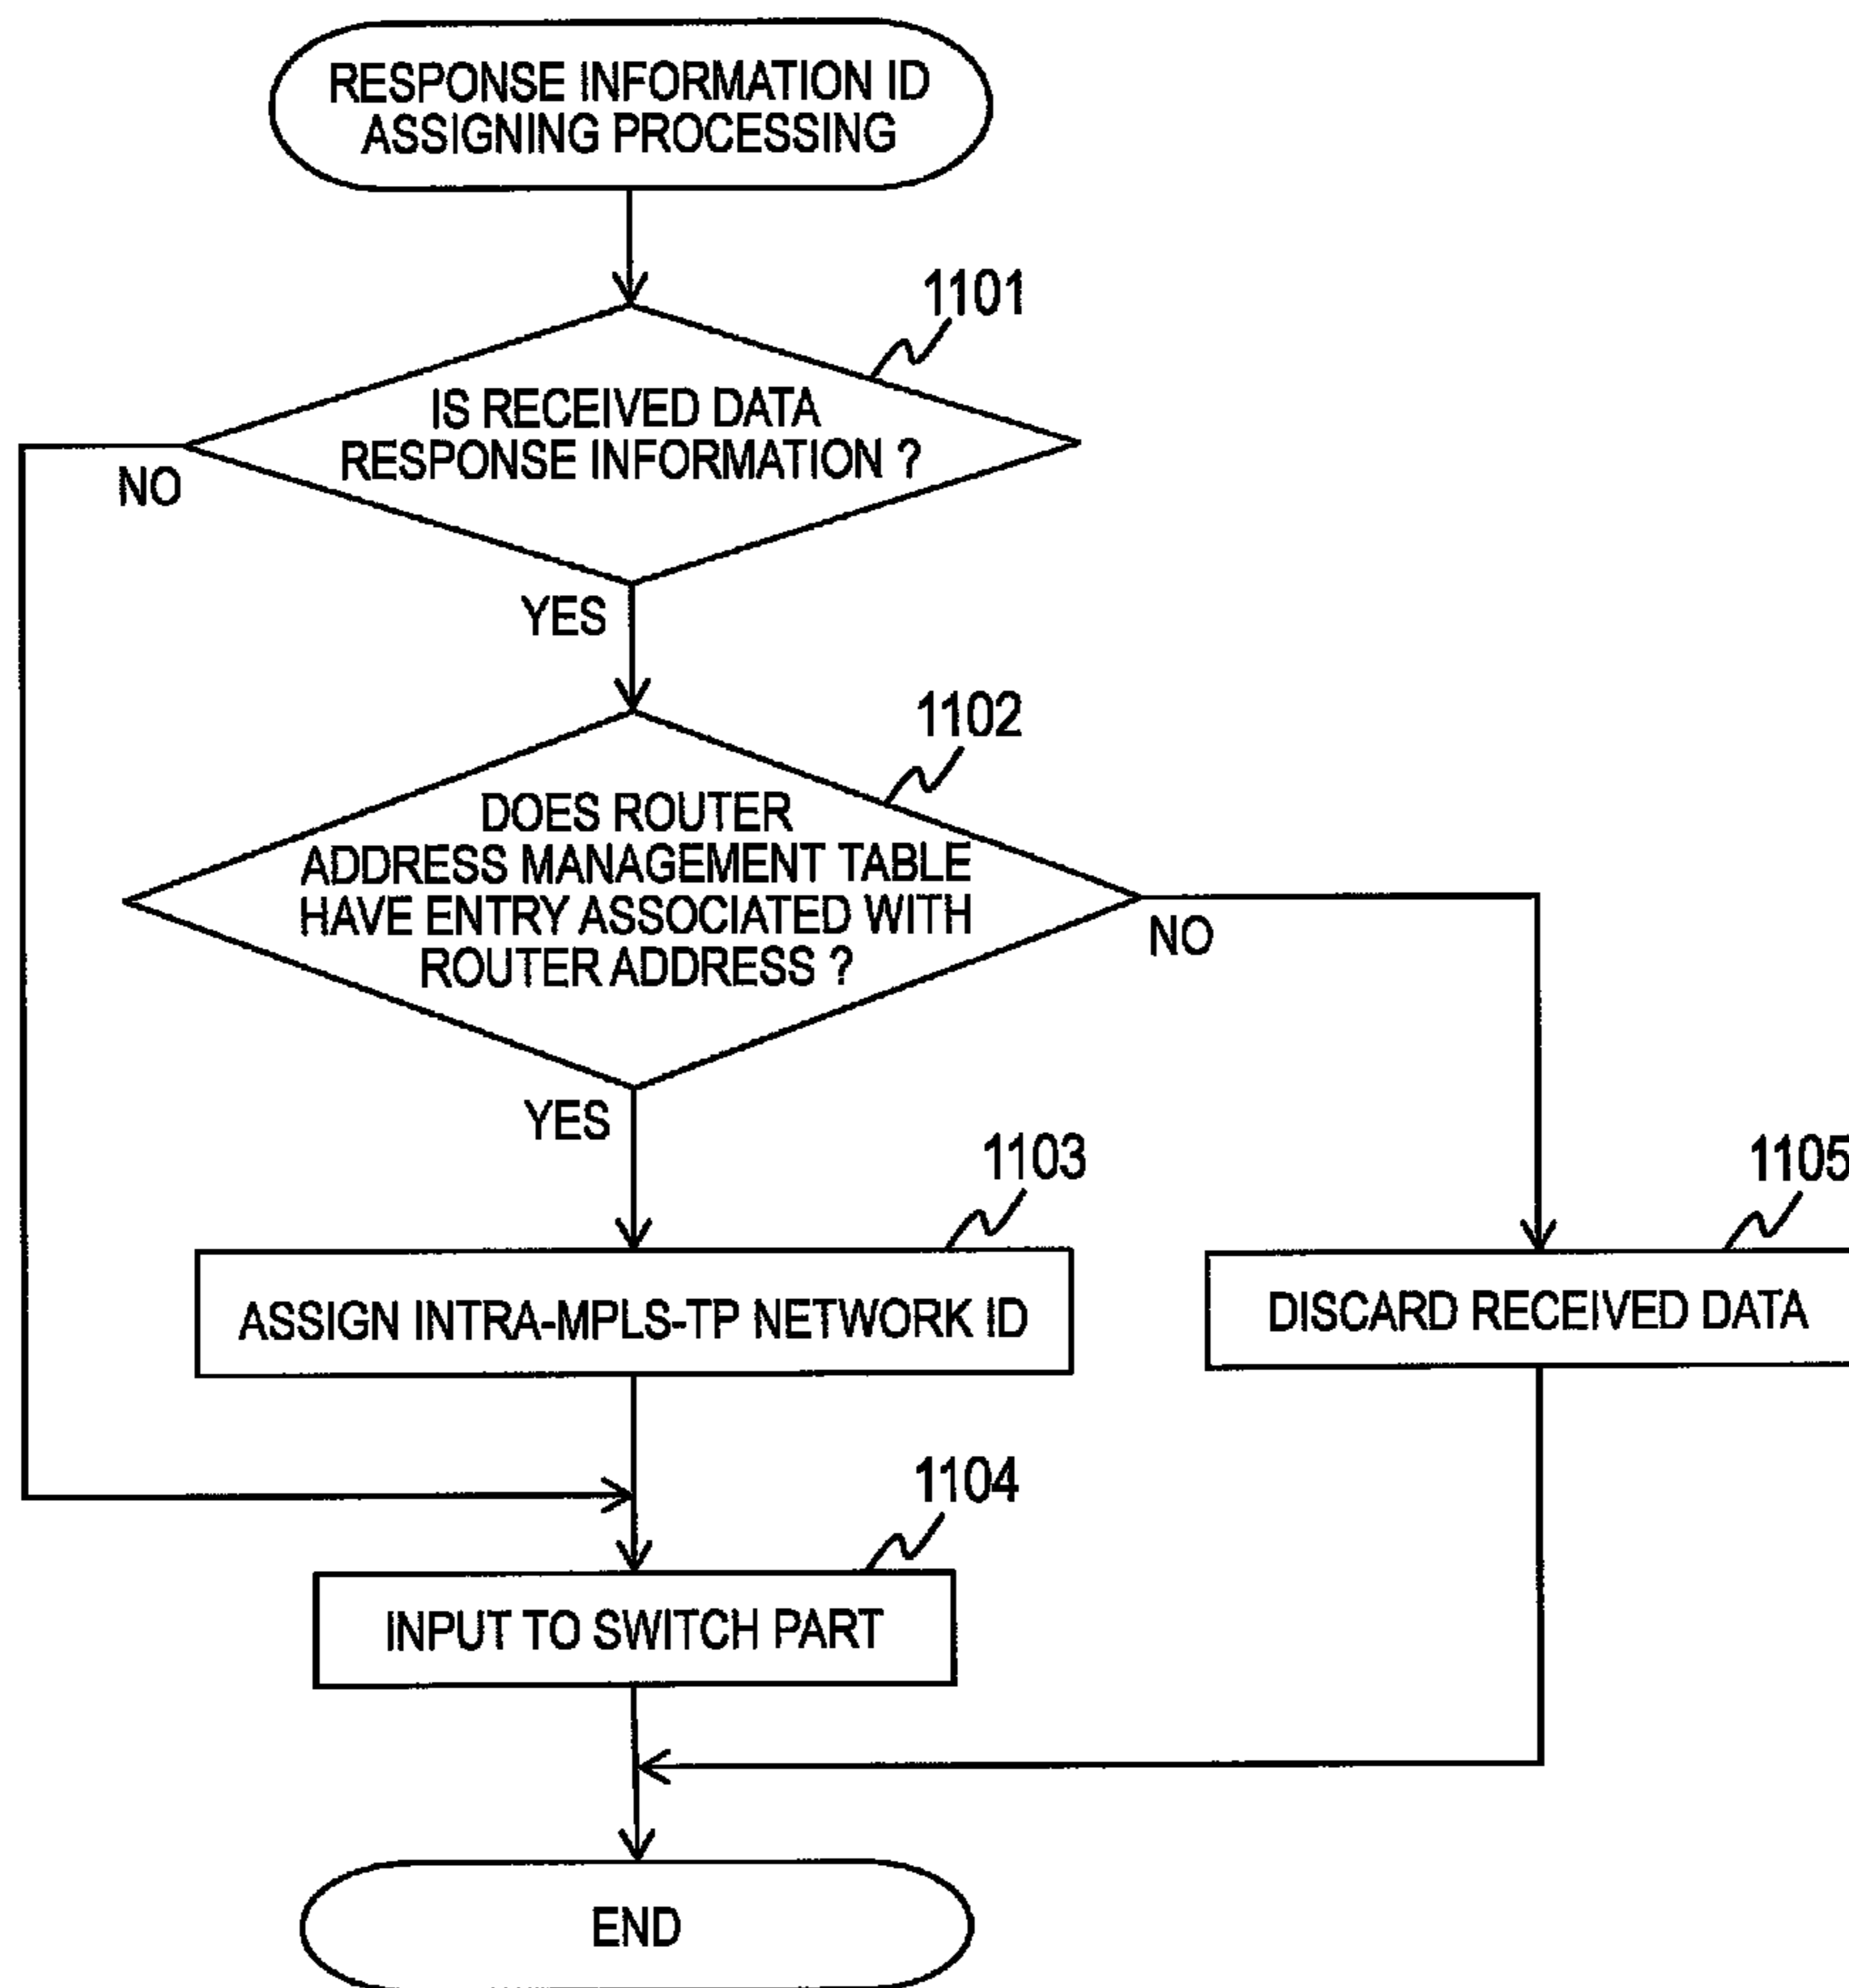 RESPONSE INFORMATION ID
ASSIGNING PROCESSING
1101
IS RECEIVED DATA
RESPONSE INFORMATION ?
NO
YES
1102
DOES ROUTER
ADDRESS MANAGEMENT TABLE
HAVE ENTRY ASSOCIATED WITH
ROUTER ADDRESS ?
NO
YES
1103
ASSIGN INTRA-MPLS-TP NETWORK ID
1105
DISCARD RECEIVED DATA
1104
INPUT TO SWITCH PART
END